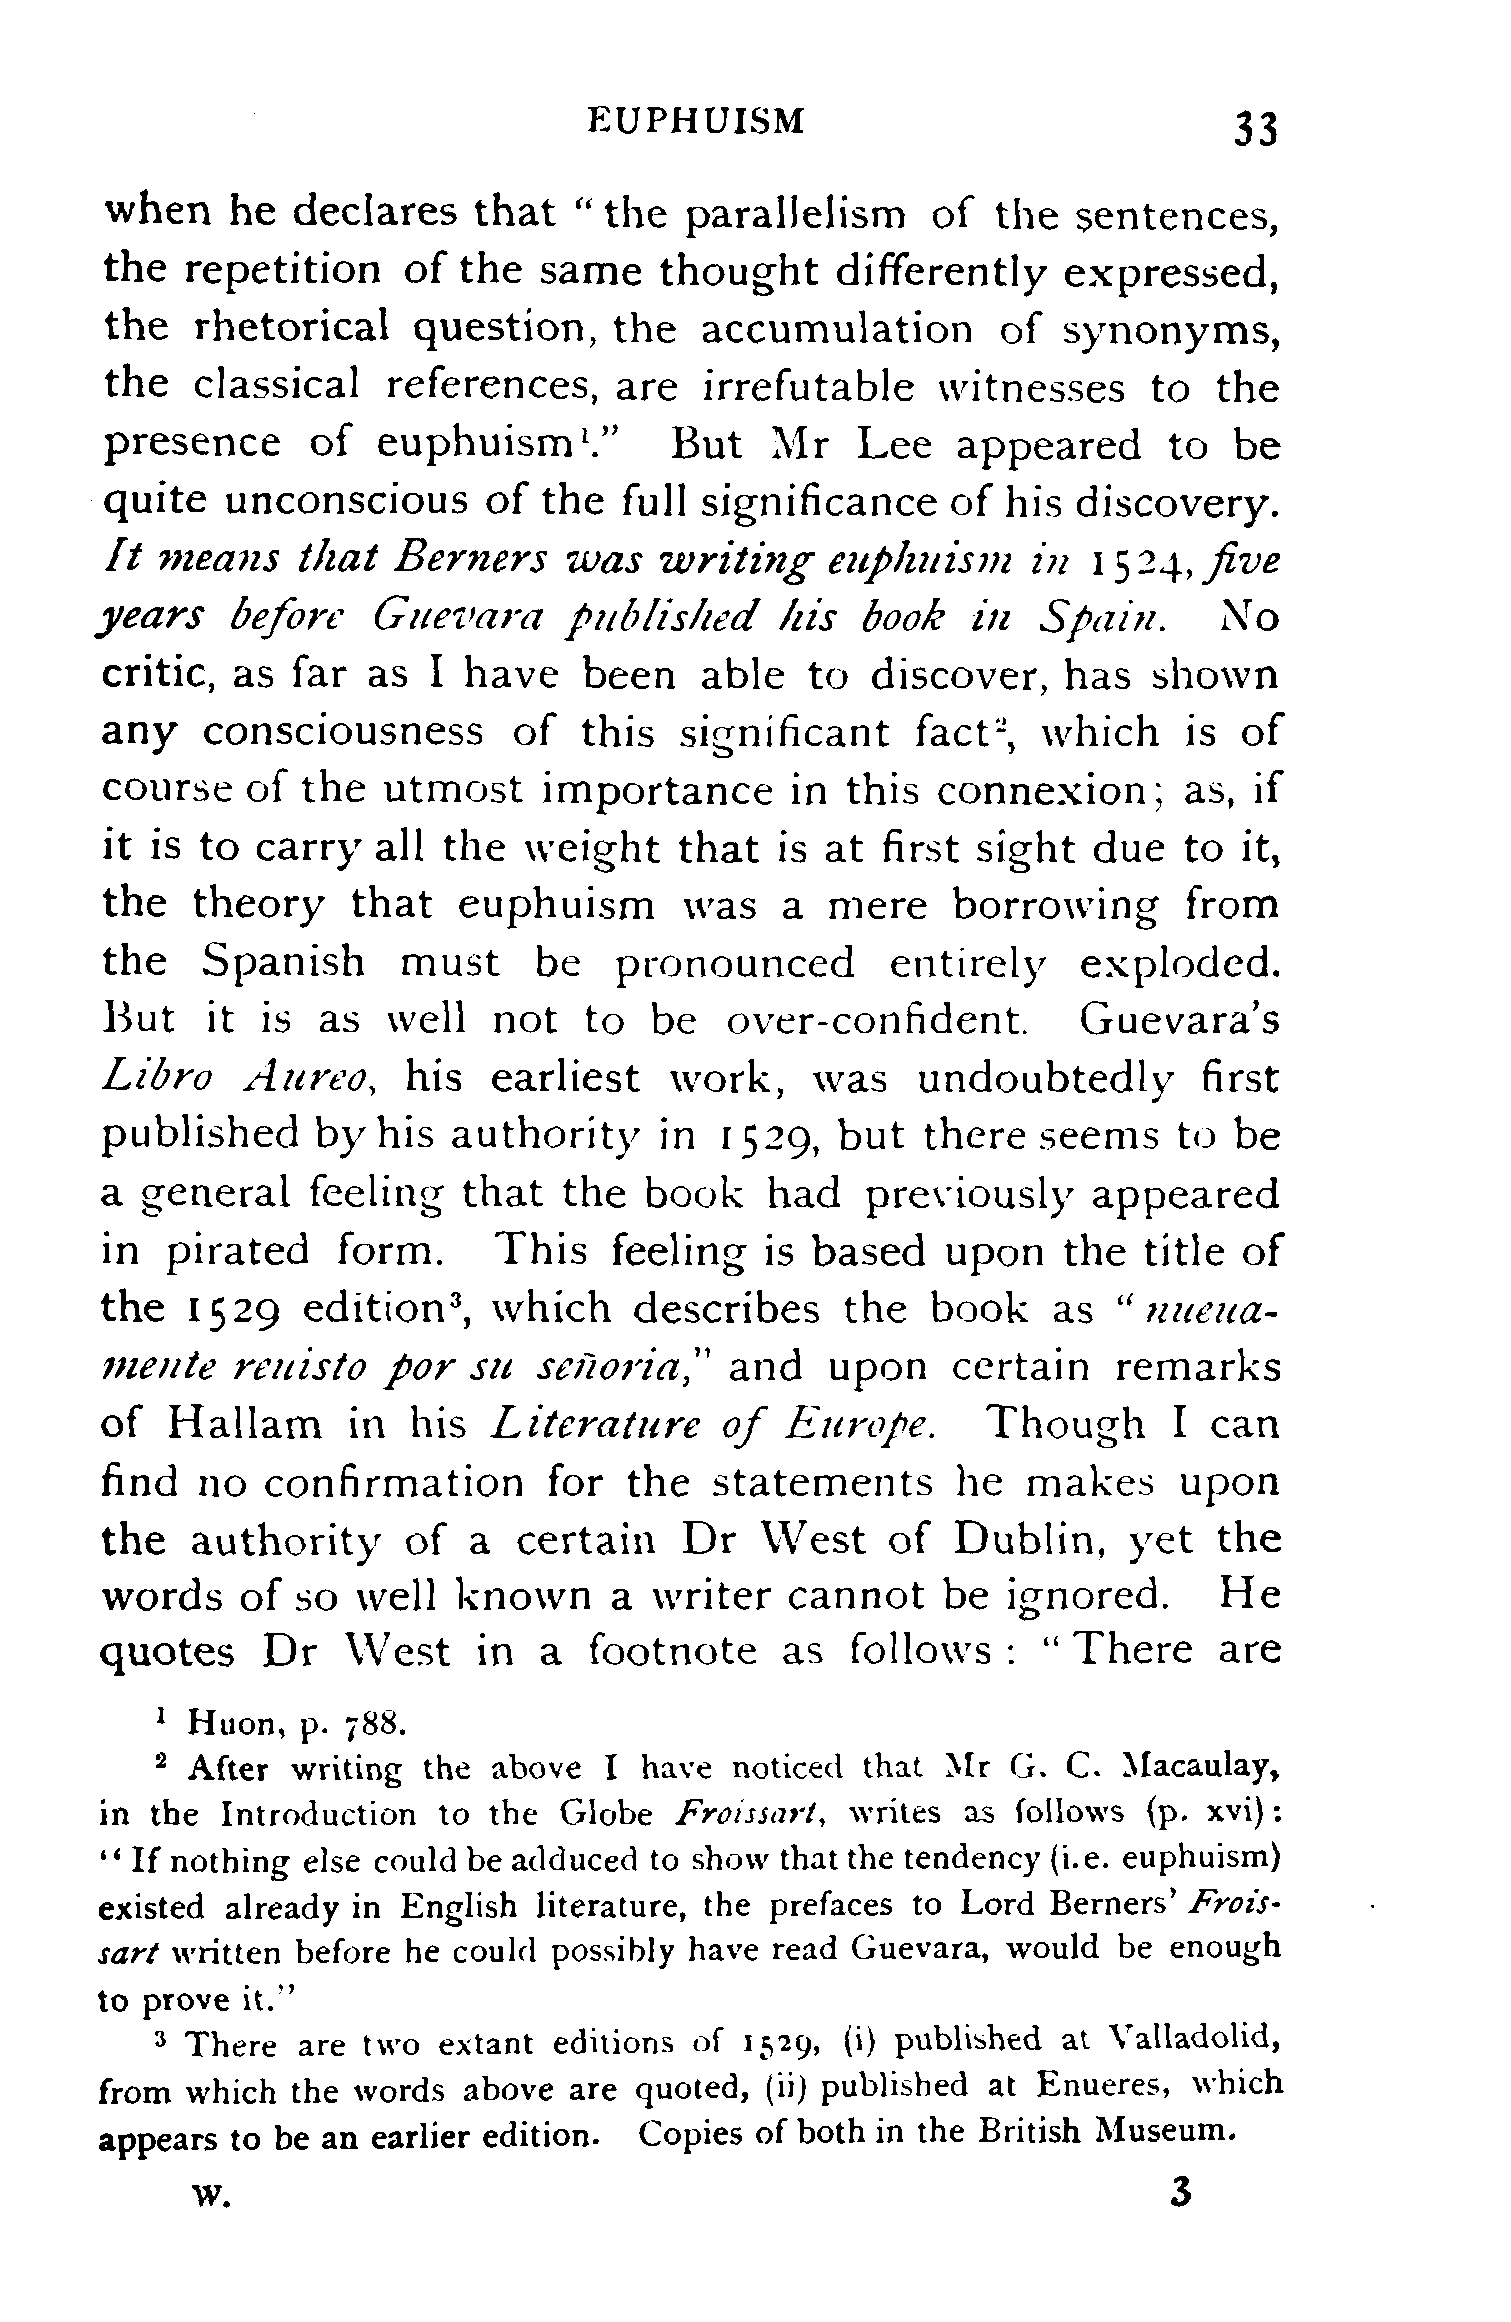 EUPHUISM 33
when he declares that “ the parallelism of the sentences,
the repetition of the same thought differently expressed,
the rhetorical question, the accumulation of synonyms,
the classical references, are irrefutable witnesses to the
presence of euphuism¹.” But Mr Lee appeared to be
quite unconscious of the full significance of his discovery.
It means that Berners was writing euphuism in 1524, five
years before Guevara published his book in Spain. No
critic, as far as I have been able to discover, has shown
any consciousness of this significant fact², which is of
course of the utmost importance in this connexion; as, if
it is to carry all the weight that is at first sight due to it,
the theory that euphuism was a mere borrowing from
the Spanish must be pronounced entirely exploded.
But it is as well not to be over-confident. Guevara’s
Libro Aureo, his earliest work, was undoubtedly first
published by his authority in 1529, but there seems to be
a general feeling that the book had previously appeared
in pirated form. This feeling is based upon the title of
the 1529 edition³, which describes the book as “ nueua-
mente reuisto por su señoria,” and upon certain remarks
of Hallam in his Literature of Europe. Though I can
find no confirmation for the statements he makes upon
the authority of a certain Dr West of Dublin, yet the
words of so well known a writer cannot be ignored. He
quotes Dr West in a footnote as follows : “ There are
¹ Huon, p. 788.
² After writing the above I have noticed that Mr G. C. Macaulay,
in the Introduction to the Globe Froissart, writes as follows (p. xvi):
“ If nothing else could be adduced to show that the tendency (i.e. euphuism)
existed already in English literature, the prefaces to Lord Berners’ Frois-
sart written before he could possibly have read Guevara, would be enough
to prove it.”
³ There are two extant editions of 1529, (i) published at Valladolid,
from which the words above are quoted, (ii) published at Enueres, which
appears to be an earlier edition. Copies of both in the British Museum.
W. 3